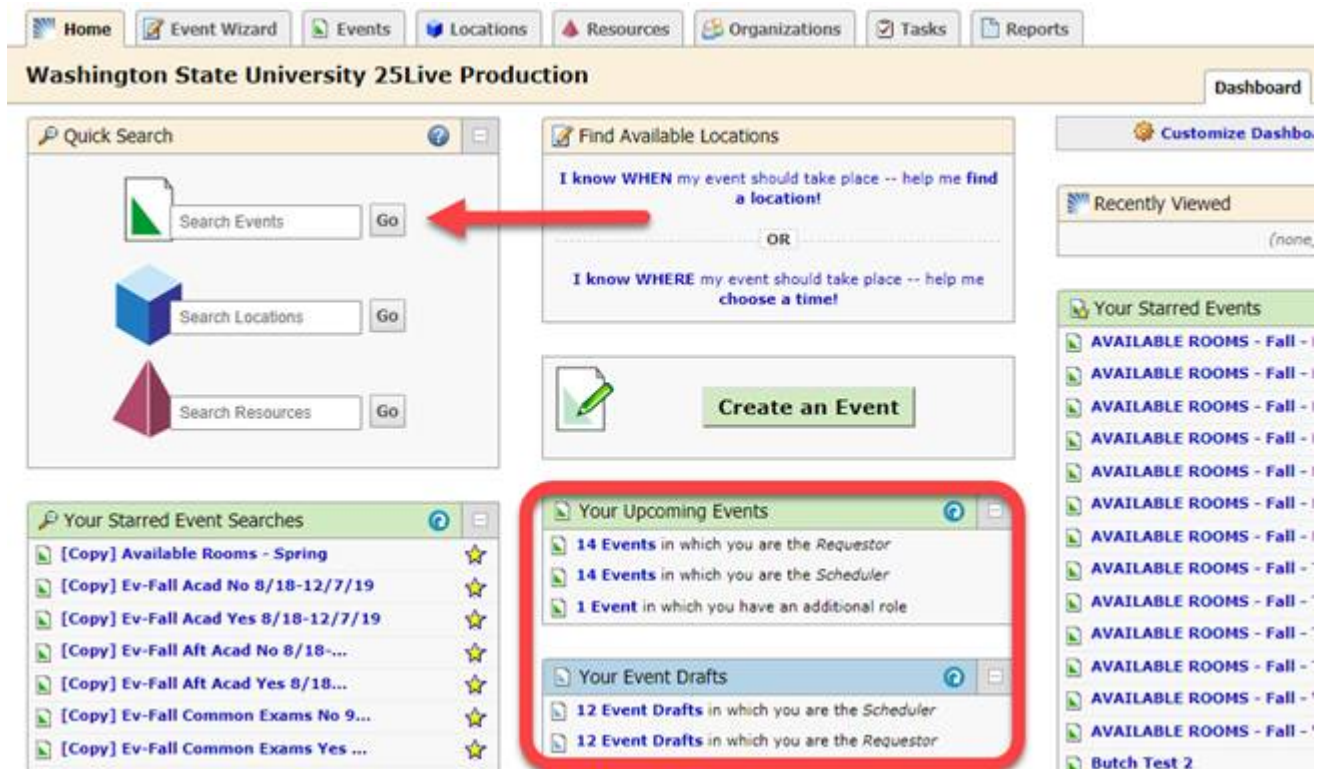 Home
Event Wizard
Events
Locations
Resources
Organizations
Tasks
Reports
Washington State University 25Live Production
Dashboard
Quick Search
Search Events
Go
Search Locations
Go
Search Resources
Go
Your Starred Event Searches
[Copy] Available Rooms - Spring
[Copy] Ev-Fall Acad No 8/18-12/7/19
[Copy] Ev-Fall Acad Yes 8/18-12/7/19
[Copy] Ev-Fall Aft Acad No 8/18-...
[Copy] Ev-Fall Aft Acad Yes 8/18...
[Copy] Ev-Fall Common Exams No 9...
[Copy] Ev-Fall Common Exams Yes ...
Find Available Locations
I know WHEN my event should take place -- help me find
a location!
OR
I know WHERE my event should take place -- help me
choose a time!
Create an Event
Your Upcoming Events
14 Events in which you are the Requestor
14 Events in which you are the Scheduler
1 Event in which you have an additional role
Your Event Drafts
12 Event Drafts in which you are the Scheduler
12 Event Drafts in which you are the Requestor
Customize Dashbo
Recently Viewed
(none,
Your Starred Events
AVAILABLE ROOMS - Fall -
AVAILABLE ROOMS - Fall -
AVAILABLE ROOMS - Fall -
AVAILABLE ROOMS - Fall -
AVAILABLE ROOMS - Fall -
AVAILABLE ROOMS - Fall -
AVAILABLE ROOMS - Fall -
AVAILABLE ROOMS - Fall -
AVAILABLE ROOMS - Fall -
AVAILABLE ROOMS - Fall -
AVAILABLE ROOMS - Fall -
AVAILABLE ROOMS - Fall -
AVAILABLE ROOMS - Fall -
Butch Test 2